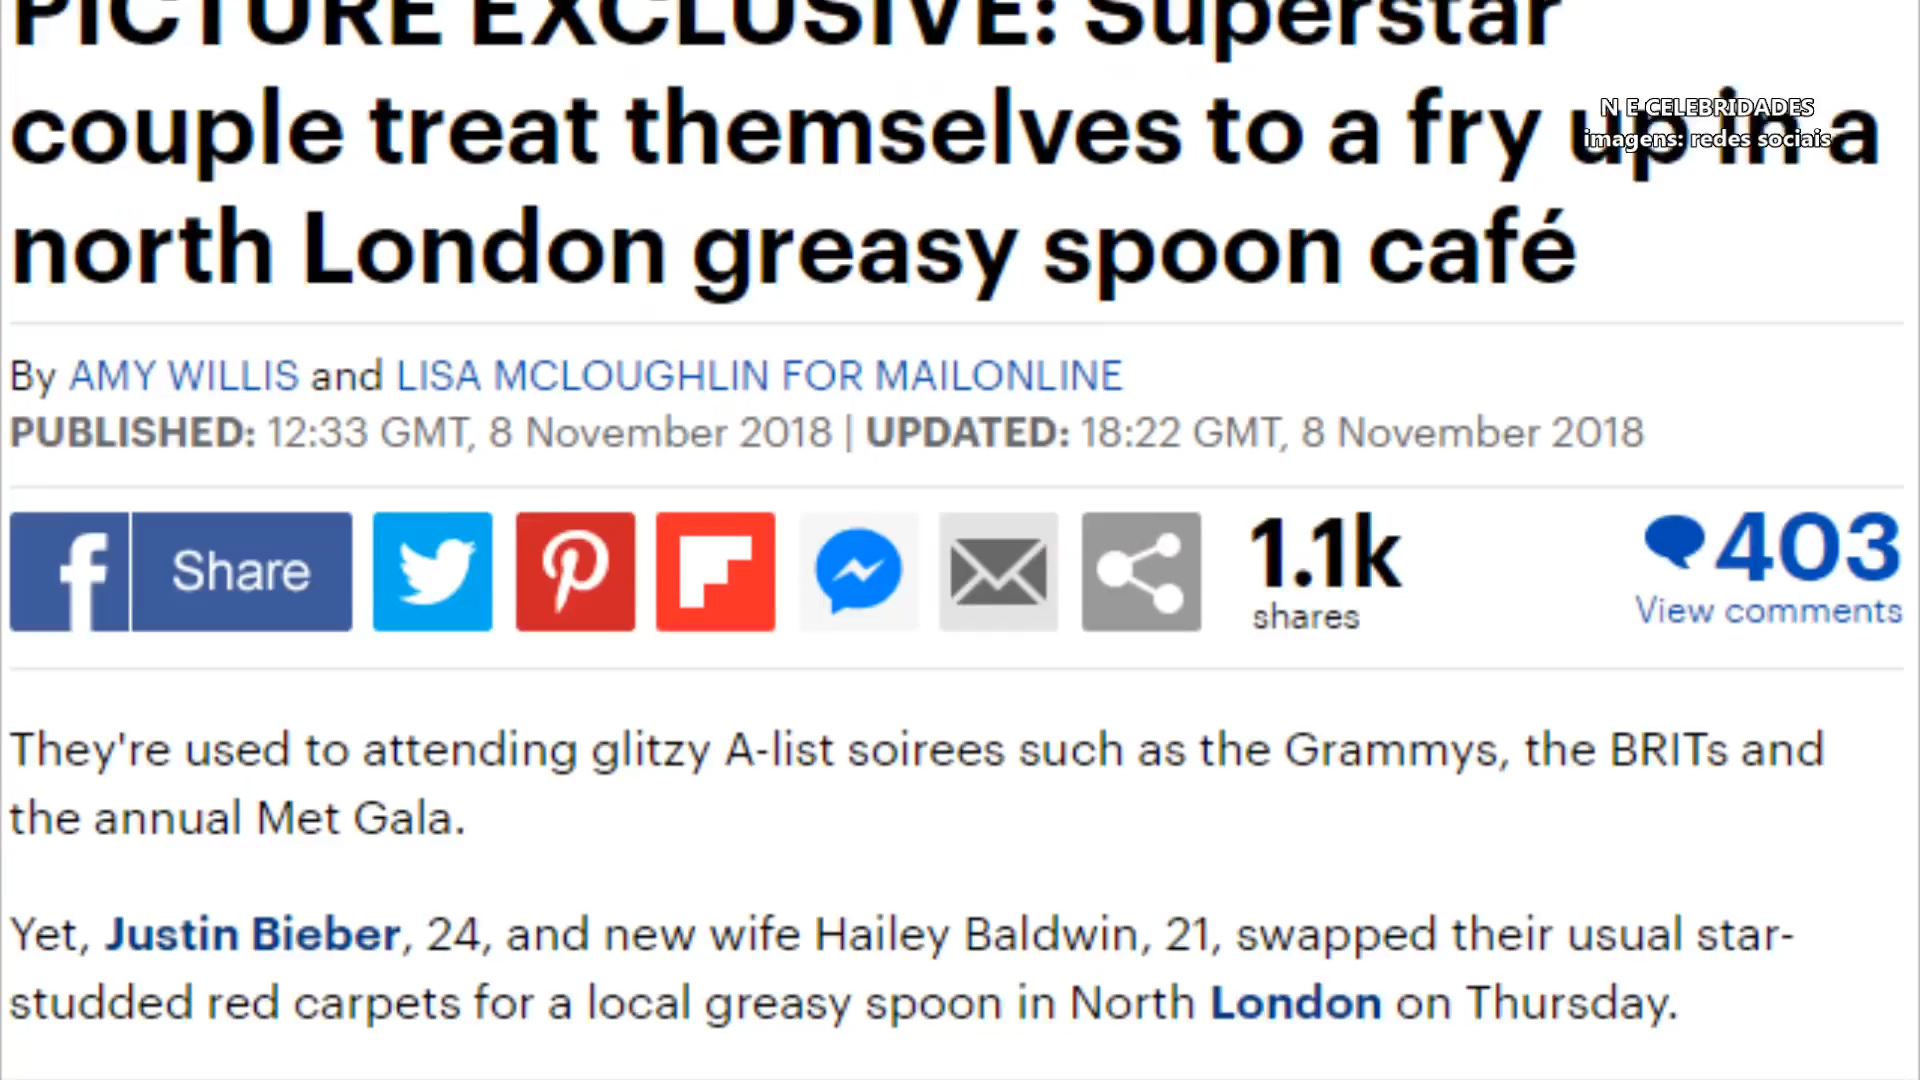 PICTURE EXCLUSIVE: Superstar
couple treat themselves to a fry up in a
north London greasy spoon café
N E CELEBRIDADES
imagens: redes sociais
By AMY WILLIS and LISA MCLOUGHLIN FOR MAILONLINE
PUBLISHED: 12:33 GMT, 8 November 2018 | UPDATED: 18:22 GMT, 8 November 2018
Share
1.1k
shares
403
View comments
They're used to attending glitzy A-list soirees such as the Grammys, the BRITs and
the annual Met Gala.
Yet, Justin Bieber, 24, and new wife Hailey Baldwin, 21, swapped their usual star-
studded red carpets for a local greasy spoon in North London on Thursday.